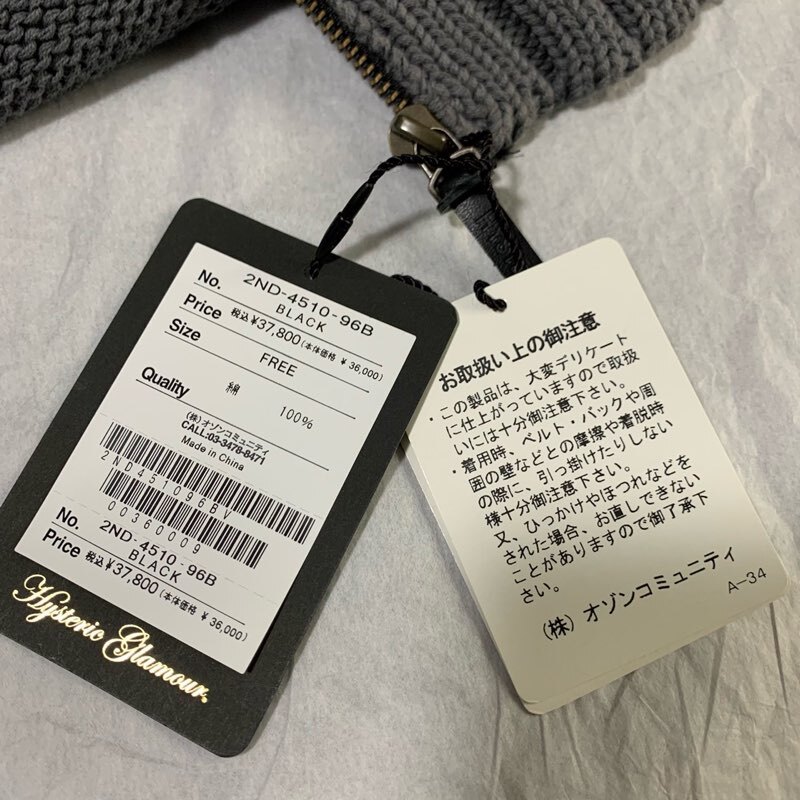 No. 2ND-4510-96B
BLACK
Price 税込¥37,800(本体価格 ¥ 36,000)
Size
FREE
Quality 綿 100%
(株)オゾンコミュニティ
CALL:03-3478-8471
Made in China
2ND451096BV
00360009
No. 2ND-4510-96B
BLACK
Price 税込¥37,800(本体価格 ¥ 36,000)
Hysteric Glamour.
お取扱い上の御注意
・この製品は、大変デリケート
に仕上がっていますので取扱
いには十分御注意下さい。
・着用時、ベルト・バックや周
囲の壁などとの摩擦や着脱時
の際に、引っ掛けたりしない
様十分御注意下さい。
又、ひっかけやほつれなどを
された場合、お直しできない
ことがありますので御了承下
さい。
(株)オゾンコミュニティ
A-34